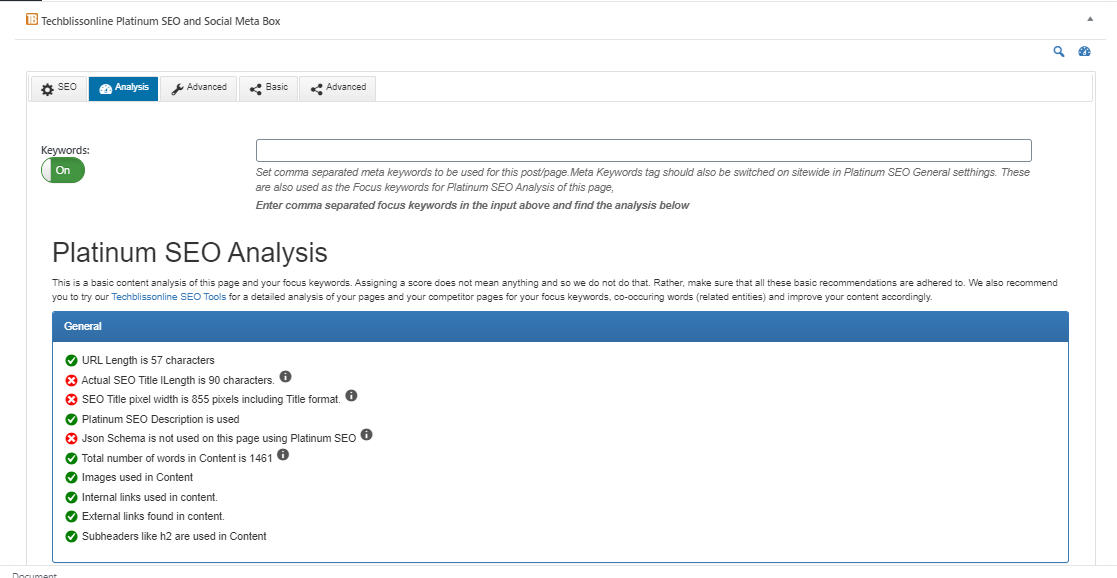 Techblissonline Platinum SEO and Social Meta Box
SEO
Analysis
Advanced
Basic
Advanced
Keywords:
On
Set comma separated meta keywords to be used for this post/page.Meta Keywords tag should also be switched on sitewide in Platinum SEO General setthings. These
are also used as the Focus keywords for Platinum SEO Analysis of this page,
Enter comma separated focus keywords in the input above and find the analysis below
Platinum SEO Analysis
This is a basic content analysis of this page and your focus keywords. Assigning a score does not mean anything and so we do not do that. Rather, make sure that all these basic recommendations are adhered to. We also recommend
you to try our Techblissonline SEO Tools for a detailed analysis of your pages and your competitor pages for your focus keywords, co-occuring words (related entities) and improve your content accordingly.
General
URL Length is 57 characters
Actual SEO Title lLength is 90 characters.
SEO Title pixel width is 855 pixels including Title format.
Platinum SEO Description is used
Json Schema is not used on this page using Platinum SEO
Total number of words in Content is 1461
Images used in Content
Internal links used in content.
External links found in content.
Subheaders like h2 are used in Content
Document